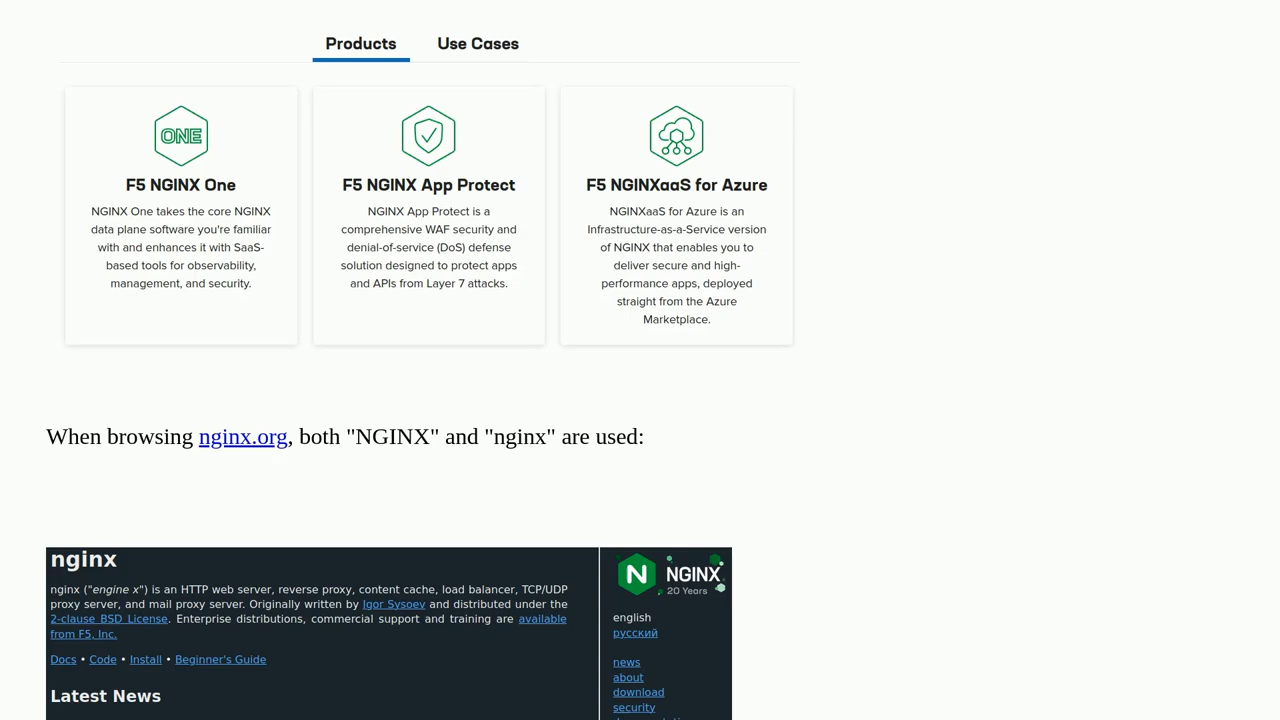 Products Use Cases
ONE
F5 NGINX One
NGINX One takes the core NGINX
data plane software you're familiar
with and enhances it with SaaS-
based tools for observability,
management, and security.
F5 NGINX App Protect
NGINX App Protect is a
comprehensive WAF security and
denial-of-service (DoS) defense
solution designed to protect apps
and APIs from Layer 7 attacks.
F5 NGINXaaS for Azure
NGINXaaS for Azure is an
Infrastructure-as-a-Service version
of NGINX that enables you to
deliver secure and high-
performance apps, deployed
straight from the Azure
Marketplace.
When browsing nginx.org, both "NGINX" and "nginx" are used:
nginx
nginx ("engine x") is an HTTP web server, reverse proxy, content cache, load balancer, TCP/UDP
proxy server, and mail proxy server. Originally written by Igor Sysoev and distributed under the
2-clause BSD License. Enterprise distributions, commercial support and training are available
from F5, Inc.
Docs • Code • Install • Beginner's Guide
Latest News
N NGINX
20 Years
english
русский
news
about
download
security